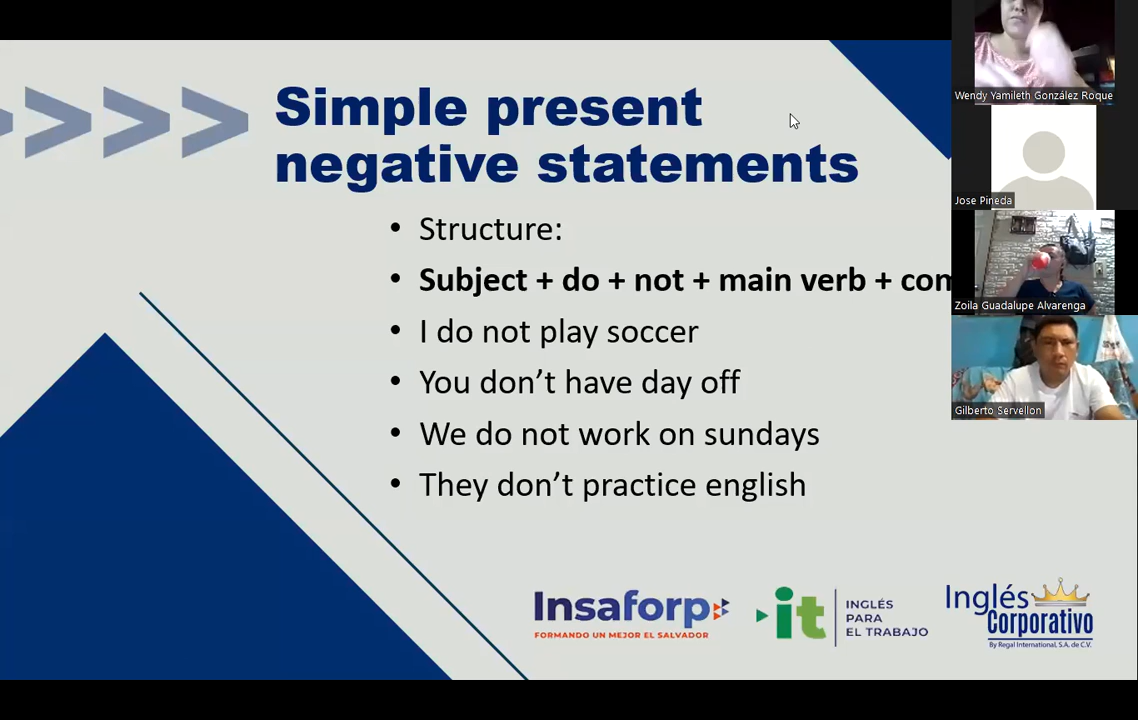 Simple present
negative statements
• Structure:
• Subject + do + not + main verb + com
• I do not play soccer
• You don't have day off
• We do not work on sundays
• They don't practice english
Insaforp
FORMANDO UN MEJOR EL SALVADOR
it
INGLÉS
PARA
EL TRABAJO
Inglés
Corporativo
By Regal International, S.A. de C.V.
Wendy Yamileth González Roque
Jose Pineda
Zoila Guadalupe Alvarenga
Gilberto Servellon